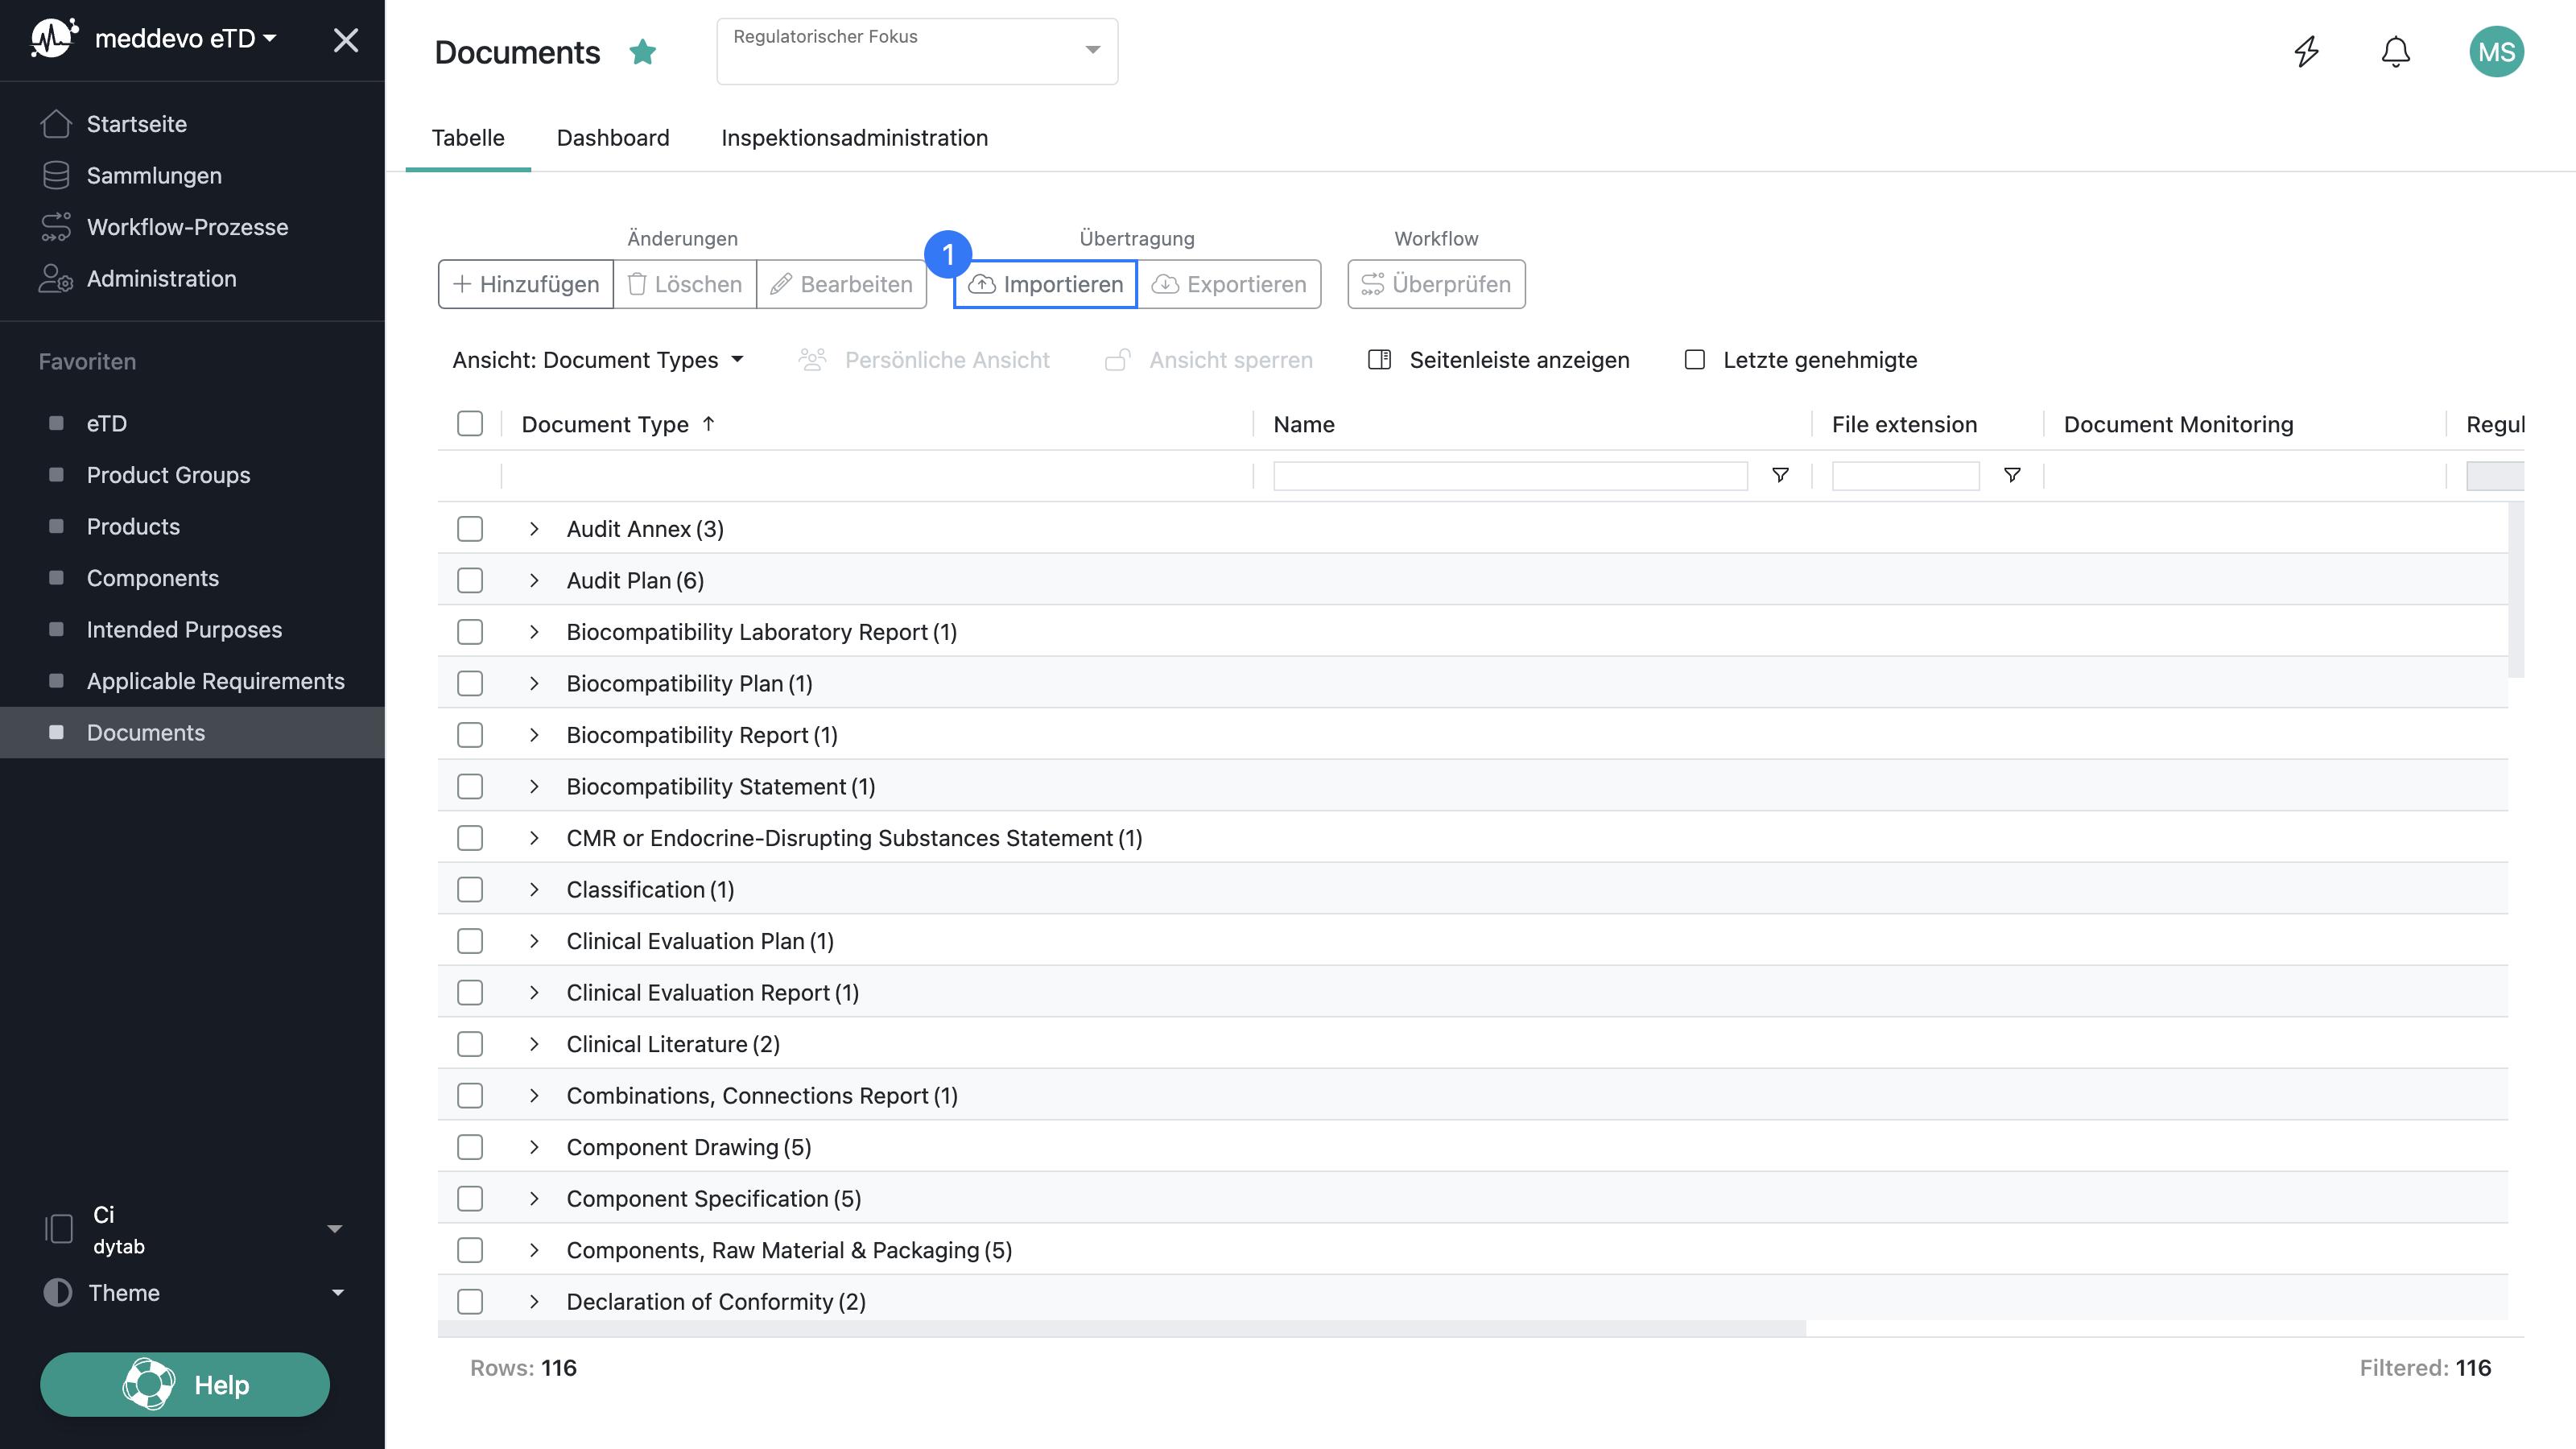 meddevo eTD
Startseite
Sammlungen
Workflow-Prozesse
Administration
Favoriten
eTD
Product Groups
Products
Components
Intended Purposes
Applicable Requirements
Documents
Ci
dytab
Theme
Help
Documents
Regulatorischer Fokus
MS
Tabelle Dashboard Inspektionsadministration
Änderungen Übertragung Workflow
1
Hinzufügen Löschen Bearbeiten Importieren Exportieren Überprüfen
Ansicht: Document Types Persönliche Ansicht Ansicht sperren Seitenleiste anzeigen Letzte genehmigte
Document Type Name File extension Document Monitoring Regul
Audit Annex (3)
Audit Plan (6)
Biocompatibility Laboratory Report (1)
Biocompatibility Plan (1)
Biocompatibility Report (1)
Biocompatibility Statement (1)
CMR or Endocrine-Disrupting Substances Statement (1)
Classification (1)
Clinical Evaluation Plan (1)
Clinical Evaluation Report (1)
Clinical Literature (2)
Combinations, Connections Report (1)
Component Drawing (5)
Component Specification (5)
Components, Raw Material & Packaging (5)
Declaration of Conformity (2)
Rows: 116 Filtered: 116